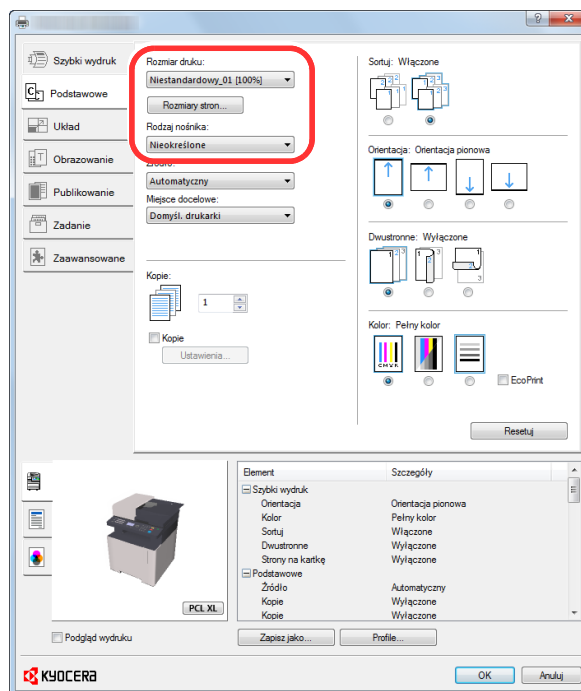 Szybki wydruk
Podstawowe
Układ
Obrazowanie
Publikowanie
Zadanie
Zaawansowane
Rozmiar druku:
Niestandardowy_01 [100%]
Rozmiary stron...
Rodzaj nośnika:
Nieokreślone
Źródło:
Automatyczny
Miejsce docelowe:
Domyśl. drukarki
Kopie:
1
Kopie
Ustawienia...
Sortuj: Włączone
Orientacja: Orientacja pionowa
Dwustronne: Wyłączone
Kolor: Pełny kolor
CMYK
EcoPrint
Resetuj
Element Szczegóły
Szybki wydruk
Orientacja Orientacja pionowa
Kolor Pełny kolor
Sortuj Włączone
Dwustronne Wyłączone
Strony na kartkę Wyłączone
Podstawowe
Źródło Automatyczny
Kopie Wyłączone
Kopie Wyłączone
PCL XL
Podgląd wydruku
Zapisz jako...
Profile...
KYOCERA
OK
Anuluj